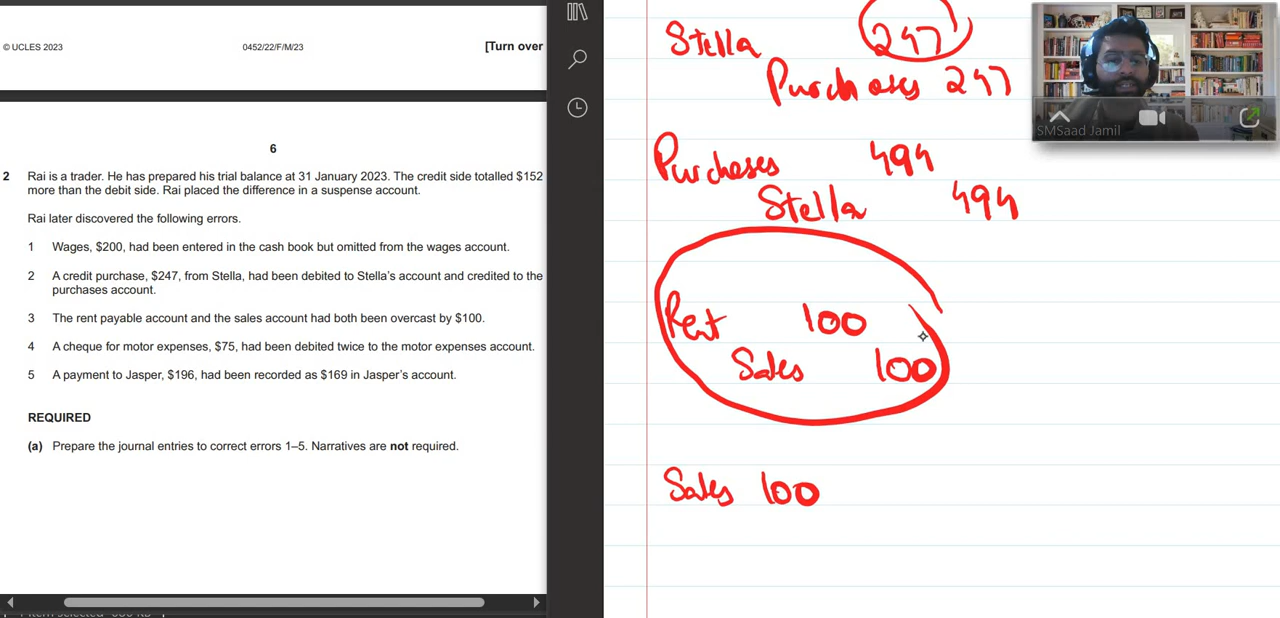 © UCLES 2023 0452/22/F/M/23 [Turn over
6
2 Rai is a trader. He has prepared his trial balance at 31 January 2023. The credit side totalled $152
more than the debit side. Rai placed the difference in a suspense account.
Rai later discovered the following errors.
1 Wages, $200, had been entered in the cash book but omitted from the wages account.
2 A credit purchase, $247, from Stella, had been debited to Stella's account and credited to the
purchases account.
3 The rent payable account and the sales account had both been overcast by $100.
4 A cheque for motor expenses, $75, had been debited twice to the motor expenses account.
5 A payment to Jasper, $196, had been recorded as $169 in Jasper's account.
REQUIRED
(a) Prepare the journal entries to correct errors 1–5. Narratives are not required.
Stella 247
Purchases 247
Purchases 494
Stella 494
Rent 100
Sales 100
Sales 100
SMSaad Jamil